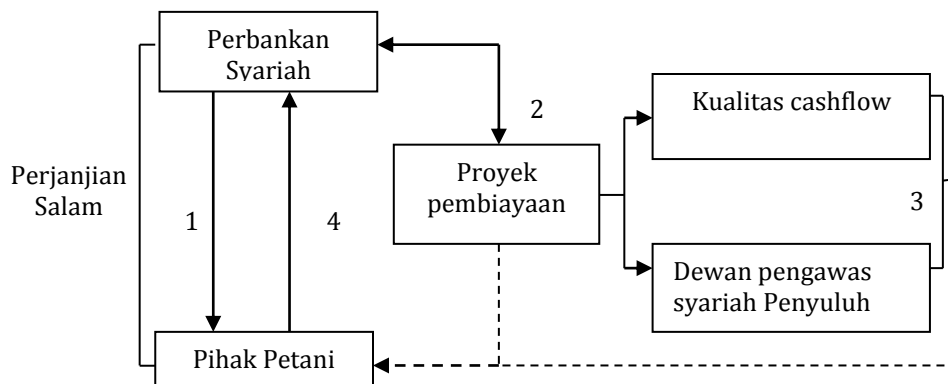 Perbankan
Syariah
2
Kualitas cashflow
Proyek
pembiayaan
Perjanjian
Salam
1
4
3
Dewan pengawas
syariah Penyuluh
Pihak Petani